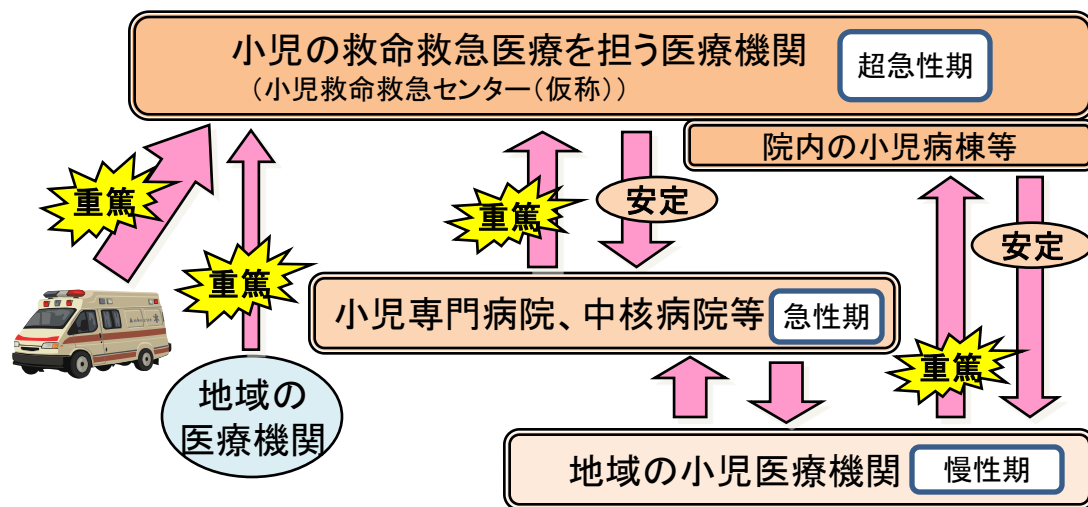 小児の救命救急医療を担う医療機関
（小児救命救急センター（仮称））
超急性期
院内の小児病棟等
重篤
重篤
重篤
安定
安定
小児専門病院、中核病院等
急性期
重篤
地域の
医療機関
地域の小児医療機関
慢性期